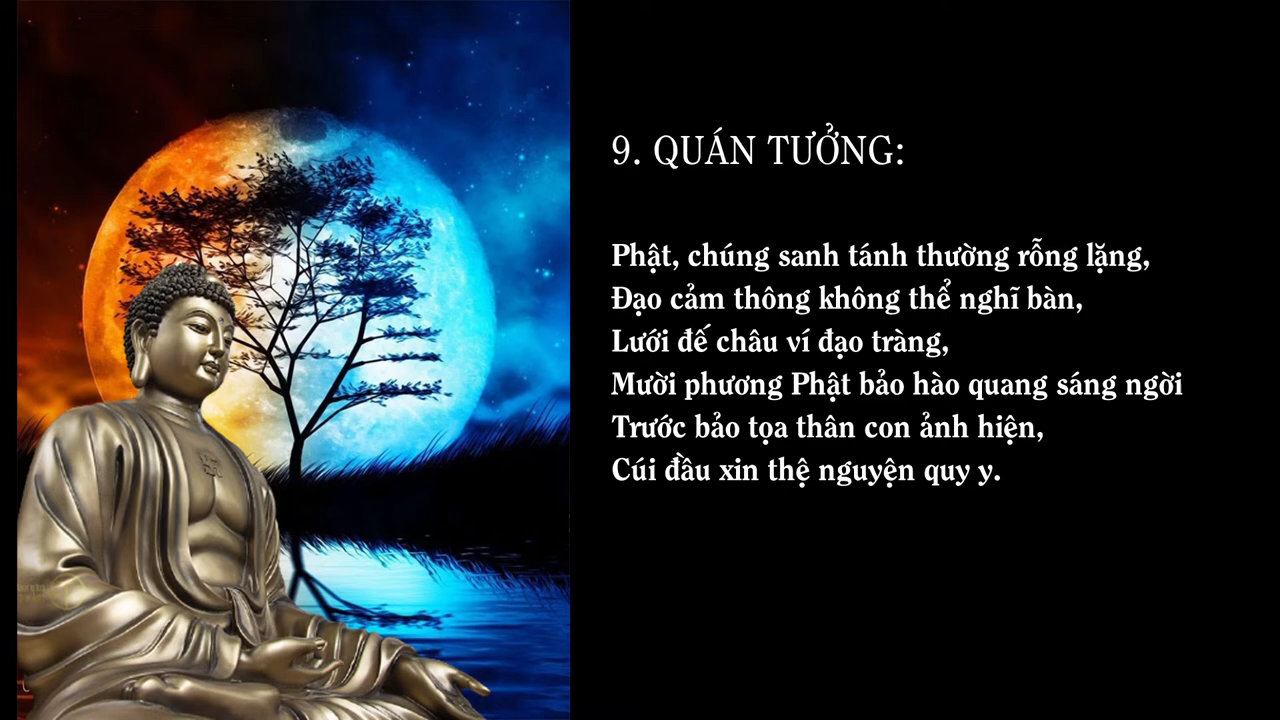 9. QUÁN TƯỞNG:
Phật, chúng sanh tánh thường rỗng lặng,
Đạo cảm thông không thể nghĩ bàn,
Lưới đế châu ví đạo tràng,
Mười phương Phật bảo hào quang sáng ngời
Trước bảo tọa thân con ảnh hiện,
Cúi đầu xin thệ nguyện quy y.